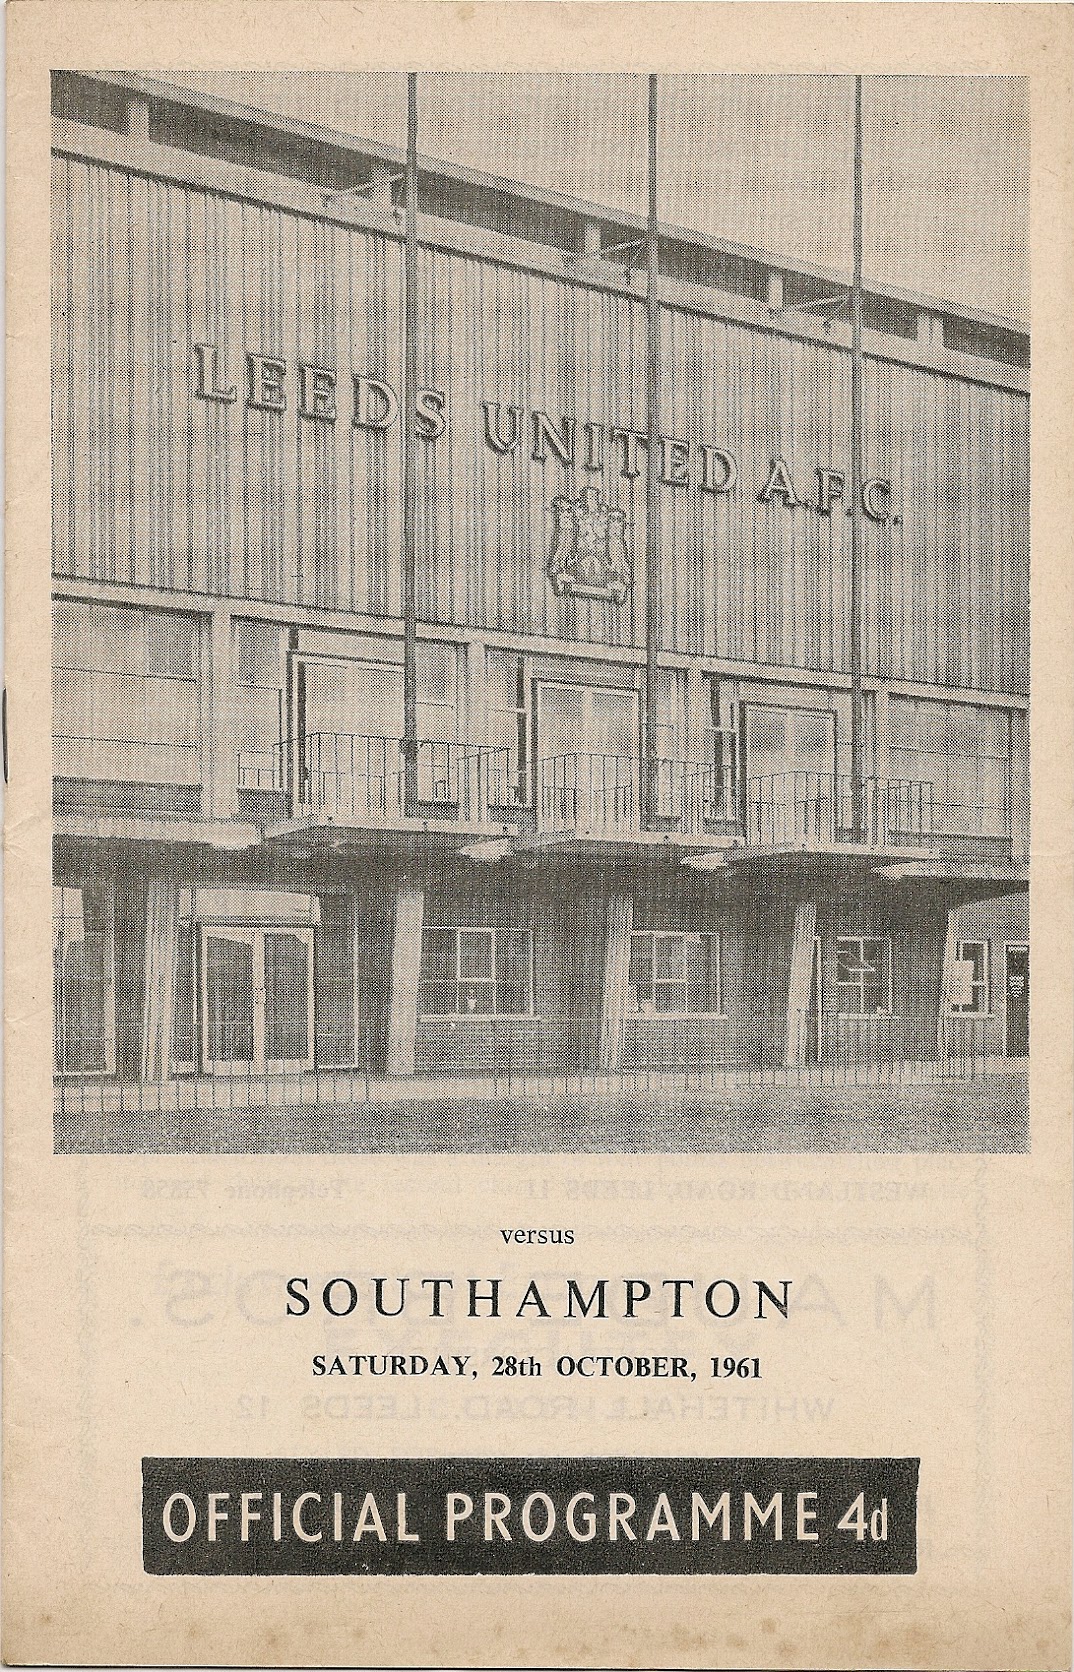 LEEDS UNITED A.F.C.
versus
SOUTHAMPTON
SATURDAY, 28th OCTOBER, 1961
OFFICIAL PROGRAMME 4d